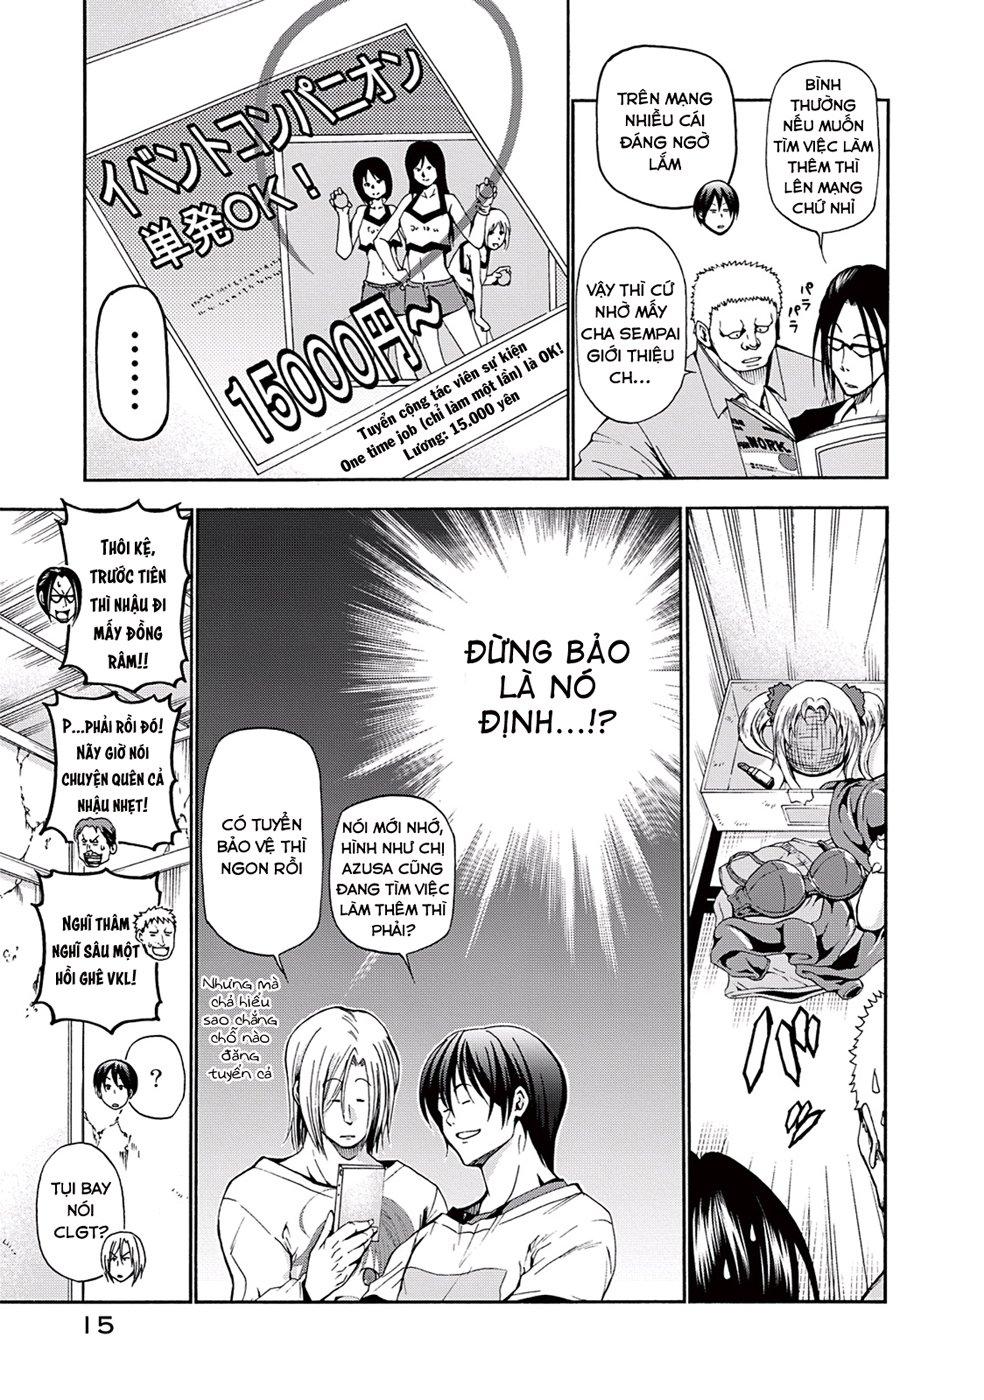 BÌNH
THƯỜNG
NẾU MUỐN
TÌM VIỆC LÀM
THÊM THÌ
LÊN MẠNG
CHỨ NHỈ
TRÊN MẠNG
NHIỀU CÁI
ĐÁNG NGỜ
LẮM
VẬY THÌ CỨ
NHỜ MẤY
CHA SEMPAI
GIỚI THIỆU
CH...
パラ
パラ
WORK
イベントコンパニオン
単発OK!
15000円~
Tuyển cộng tác viên sự kiện
One time job (chỉ làm một lần) là OK!
Lương: 15.000 yên
ĐỪNG BẢO
LÀ NÓ
ĐỊNH...!?
NÓI MỚI NHỚ,
HÌNH NHƯ CHỊ
AZUSA CŨNG
ĐANG TÌM VIỆC
LÀM THÊM THÌ
PHẢI?
CÓ TUYỂN
BẢO VỆ THÌ
NGON RỒI
Nhưng mà
chả hiểu
sao chẳng
chỗ nào
đăng
tuyển cả
THÔI KỆ,
TRƯỚC TIÊN
THÌ NHẬU ĐI
MẤY ĐỒNG
RÂM!!
P...PHẢI RỒI ĐÓ!
NÃY GIỜ NÓI
CHUYỆN QUÊN CẢ
NHẬU NHẸT!
NGHĨ THÂM
NGHĨ SÂU MỘT
HỒI GHÊ VKL!
?
TỤI BAY
NÓI
CLGT?
15